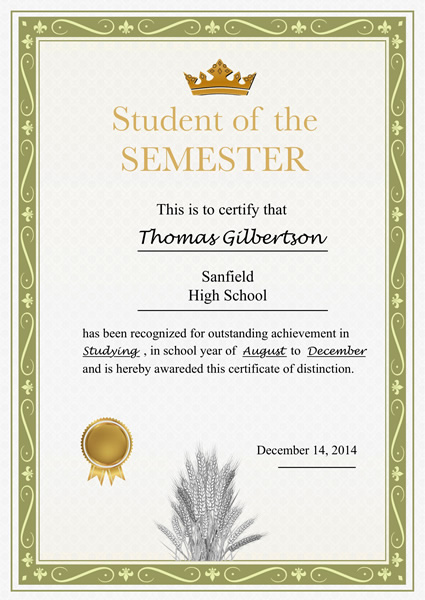 Student of the
SEMESTER
This is to certify that
Thomas Gilbertson
Sanfield
High School
has been recognized for outstanding achievement in
Studying , in school year of August to December
and is hereby awareded this certificate of distinction.
December 14, 2014